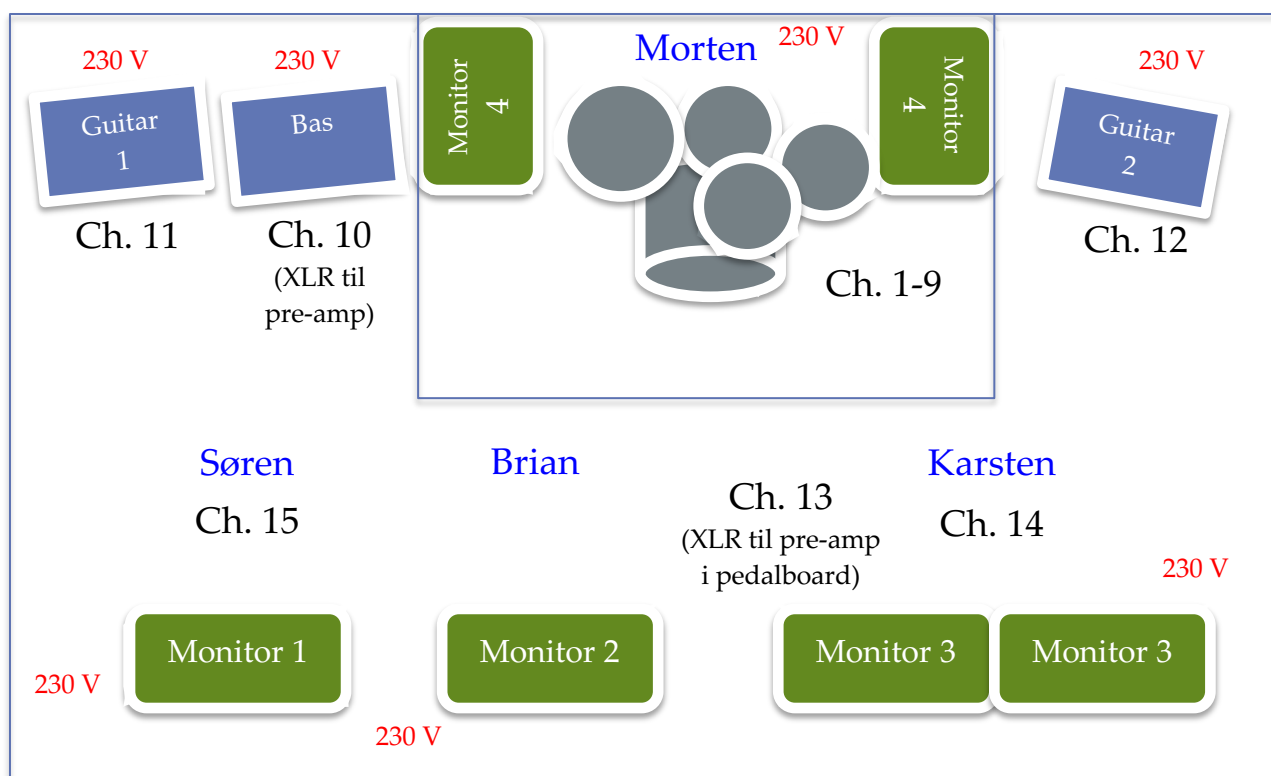 230 V
230 V
Morten
230 V
230 V
Monitor
4
Monitor
4
Guitar
1
Bas
Guitar
2
Ch. 11
Ch. 10
(XLR til
pre-amp)
Ch. 1-9
Ch. 12
Søren
Brian
Karsten
Ch. 15
Ch. 13
(XLR til pre-amp
i pedalboard)
Ch. 14
230 V
Monitor 1
Monitor 2
Monitor 3
Monitor 3
230 V
230 V